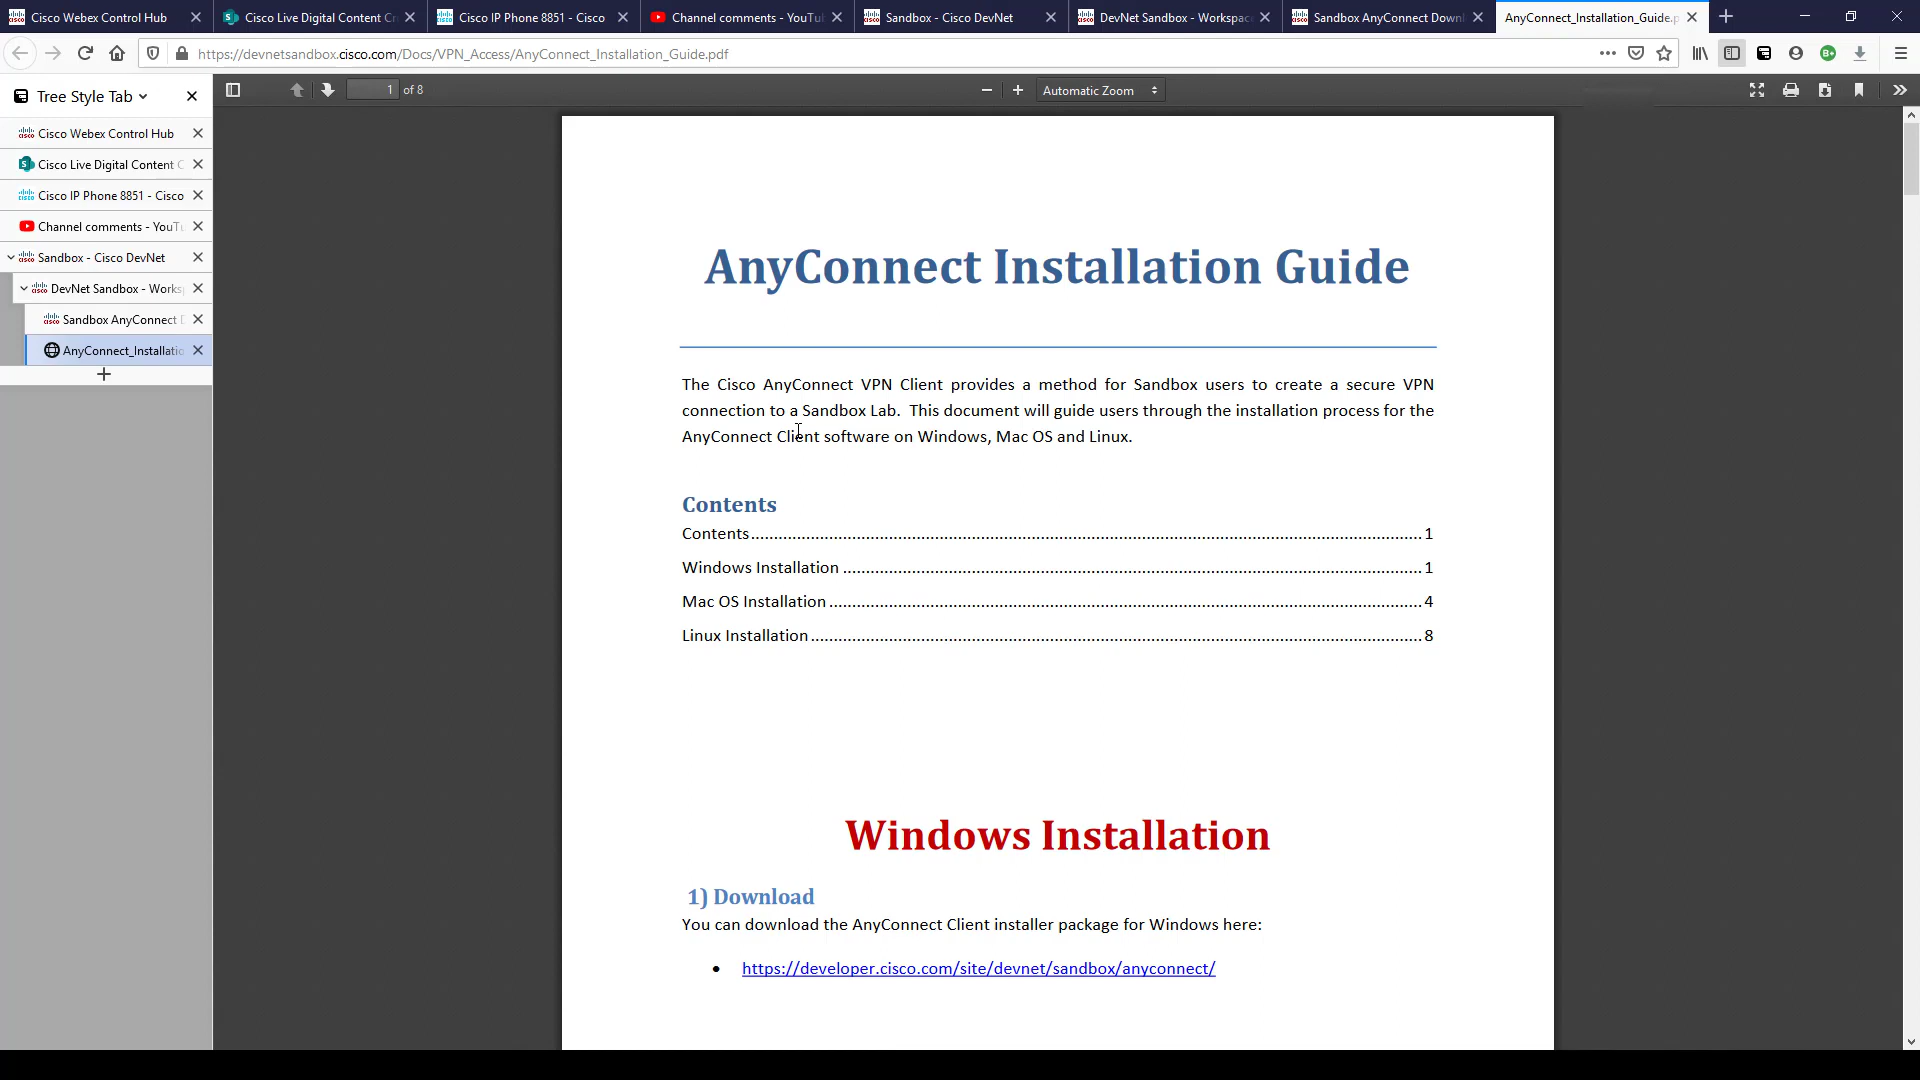 Cisco Webex Control Hub
Cisco Live Digital Content Cr
Cisco IP Phone 8851 - Cisco
Channel comments - YouTu
Sandbox - Cisco DevNet
DevNet Sandbox - Workspac
Sandbox AnyConnect Downl
AnyConnect_Installation_Guide.p
https://devnetsandbox.cisco.com/Docs/VPN_Access/AnyConnect_Installation_Guide.pdf
Tree Style Tab
1 of 8
Automatic Zoom
Cisco Webex Control Hub
Cisco Live Digital Content C
Cisco IP Phone 8851 - Cisco
Channel comments - YouTu
Sandbox - Cisco DevNet
DevNet Sandbox - Works
Sandbox AnyConnect D
AnyConnect_Installatio
AnyConnect Installation Guide
The Cisco AnyConnect VPN Client provides a method for Sandbox users to create a secure VPN
connection to a Sandbox Lab. This document will guide users through the installation process for the
AnyConnect Client software on Windows, Mac OS and Linux.
Contents
Contents.......................................................................................................1
Windows Installation .......................................................................................................1
Mac OS Installation .......................................................................................................4
Linux Installation .......................................................................................................8
Windows Installation
1) Download
You can download the AnyConnect Client installer package for Windows here:
• https://developer.cisco.com/site/devnet/sandbox/anyconnect/